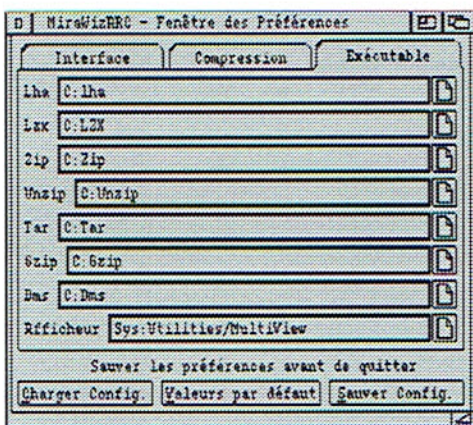 MiraWizARC - Fenêtre des Préférences
Interface Compression Exécutable
Lha C:lha
Lzx C:LZX
Zip C:Zip
Unzip C:Unzip
Tar C:Tar
Gzip C:Gzip
Dms C:Dms
Afficheur Sys:Utilities/MultiView
Sauver les préférences avant de quitter
Charger Config. Valeurs par défaut Sauver Config.